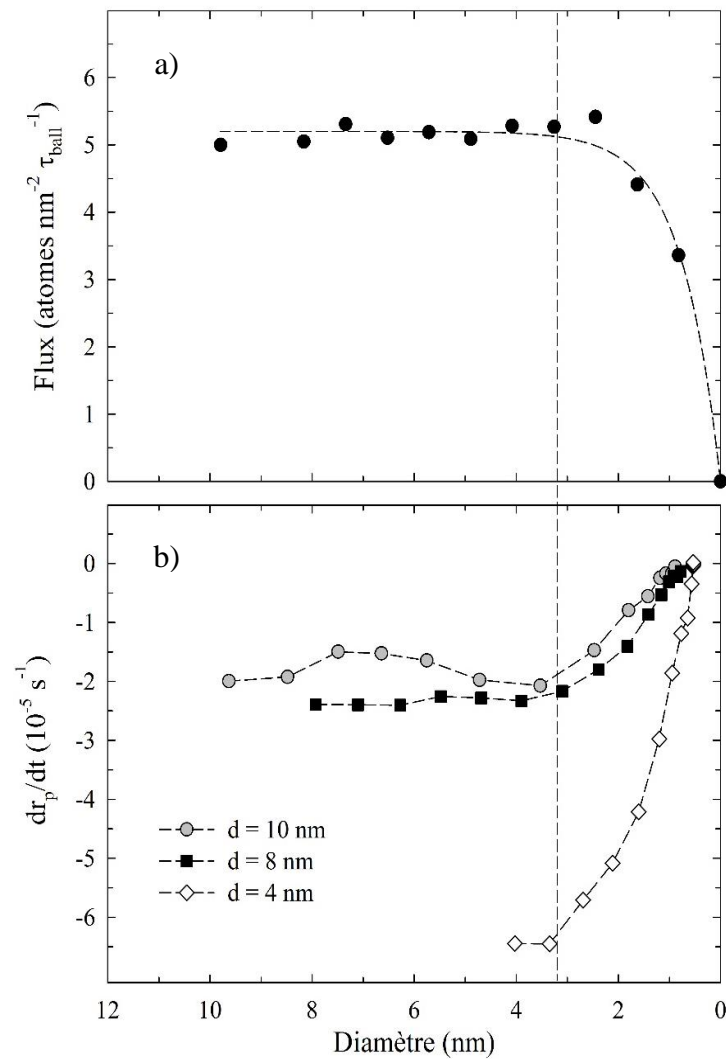 a)
Flux (atomes nm⁻² τball⁻¹)
6
5
4
3
2
1
0
b)
drp/dt (10⁻⁵ s⁻¹)
0
-1
-2
-3
-4
-5
-6
d = 10 nm
d = 8 nm
d = 4 nm
12 10 8 6 4 2 0
Diamètre (nm)